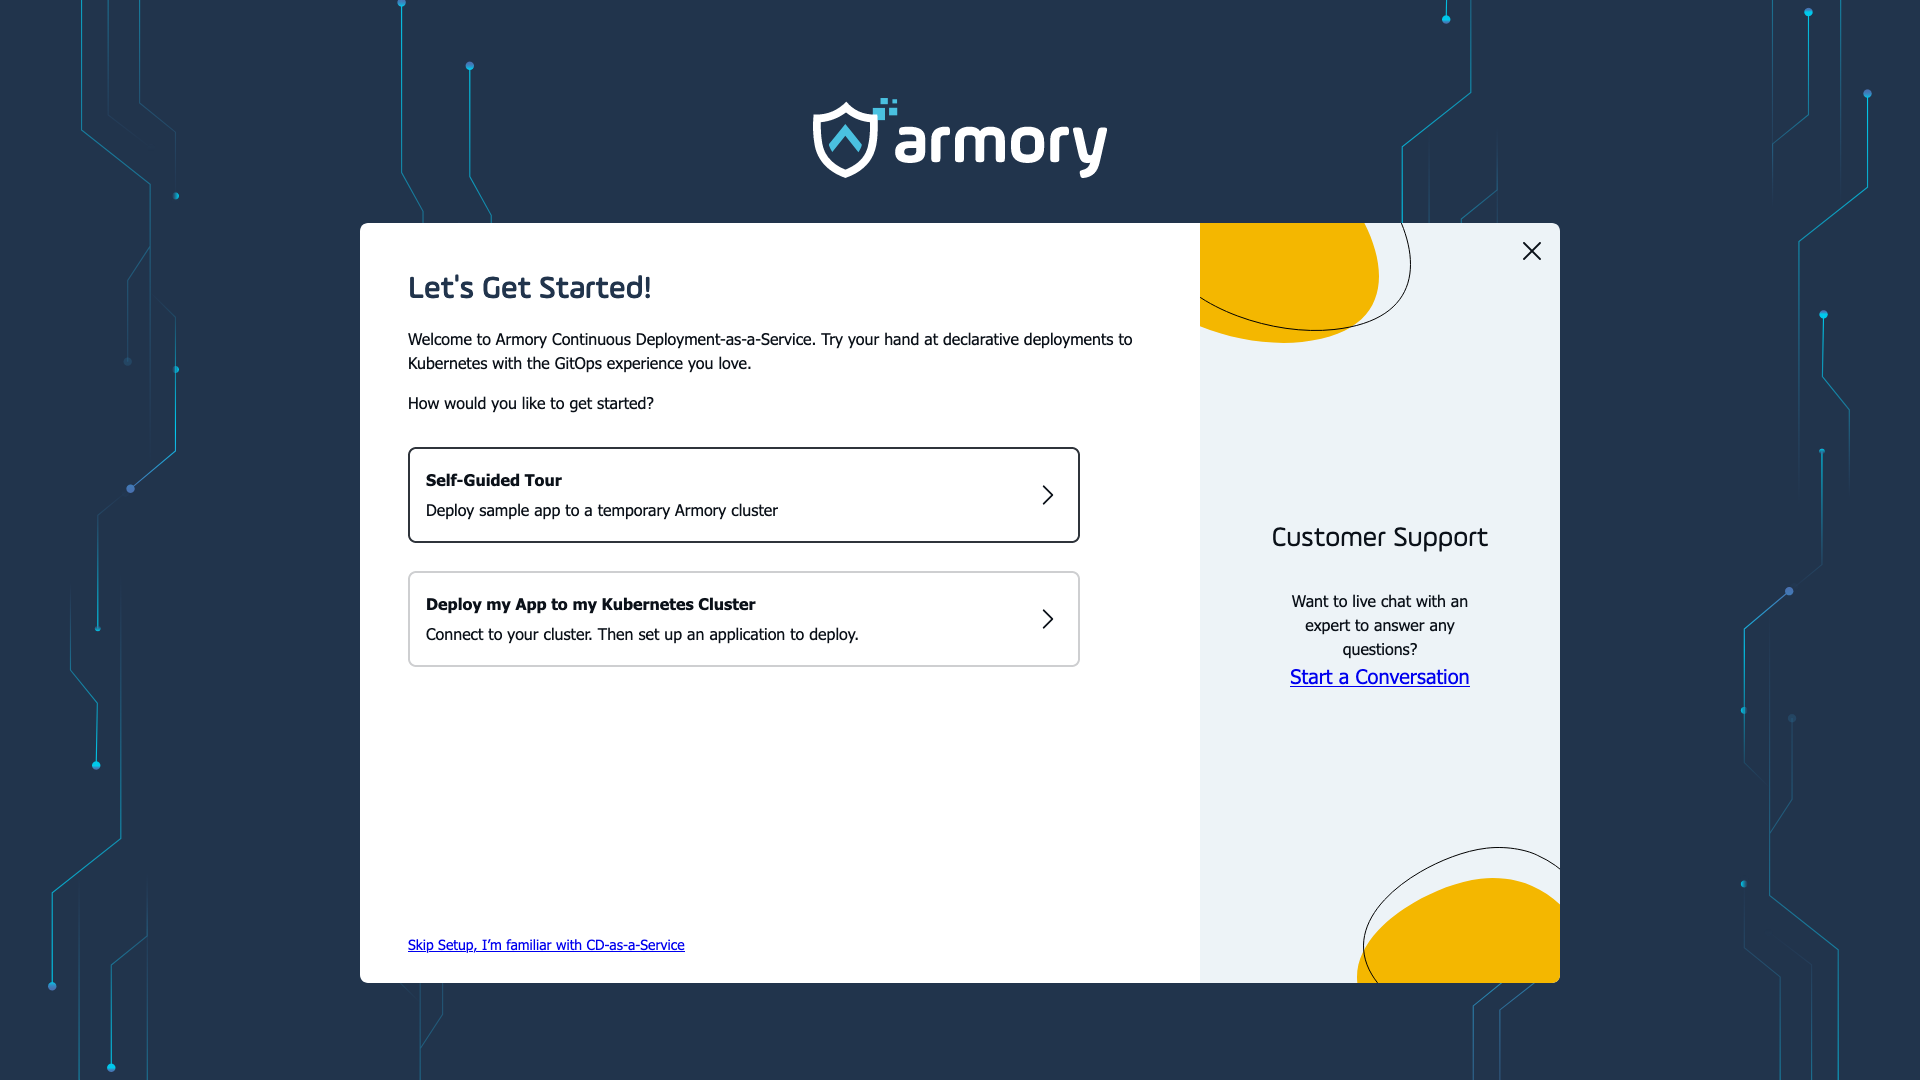 armory
Let's Get Started!
Welcome to Armory Continuous Deployment-as-a-Service. Try your hand at declarative deployments to
Kubernetes with the GitOps experience you love.
How would you like to get started?
Self-Guided Tour
Deploy sample app to a temporary Armory cluster
Deploy my App to my Kubernetes Cluster
Connect to your cluster. Then set up an application to deploy.
Skip Setup, I’m familiar with CD-as-a-Service
Customer Support
Want to live chat with an
expert to answer any
questions?
Start a Conversation